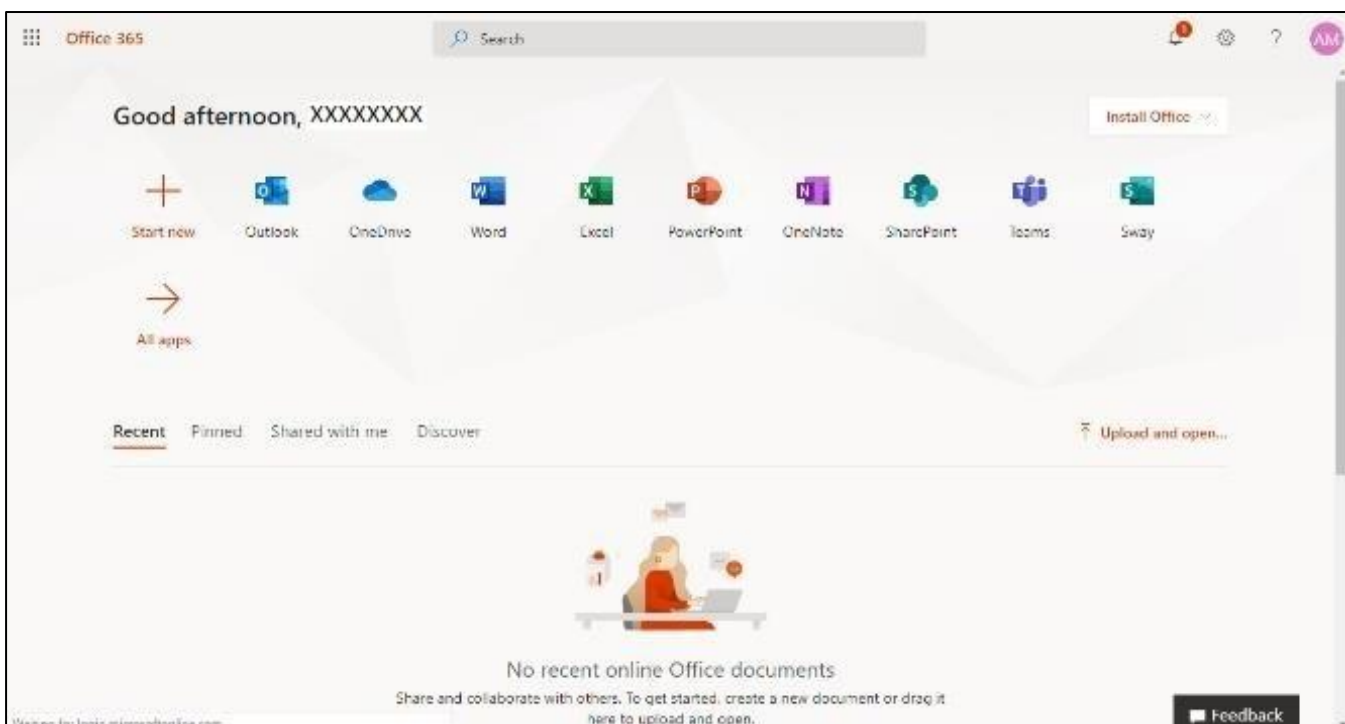 Office 365
Search
1
?
AM
Good afternoon, XXXXXXXX
Install Office
Start new
Outlook
OneDrive
Word
Excel
PowerPoint
OneNote
SharePoint
Teams
Sway
All apps
Recent
Pinned
Shared with me
Discover
Upload and open...
No recent online Office documents
Share and collaborate with others. To get started, create a new document or drag it
here to upload and open.
Feedback